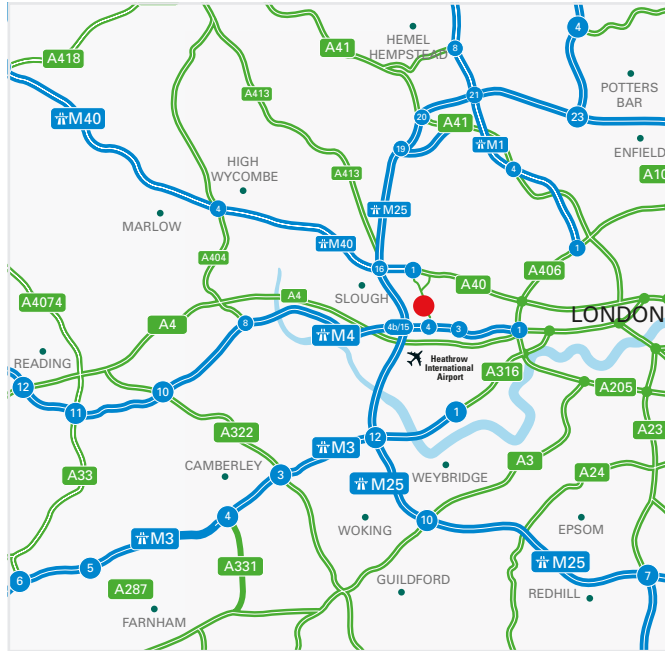 HEMEL
HEMPSTEAD
4
A418
A41
8
POTTERS
BAR
A413
21
M40
20
A41
23
M1
ENFIELD
19
HIGH
WYCOMBE
A413
4
A10
M25
4
MARLOW
M40
1
A404
16
1
A406
A4074
SLOUGH
A40
A4
A4
LONDON
8
M4
4b/15
4
3
1
READING
Heathrow
International
Airport
A316
12
10
A205
11
1
A322
M3
12
A23
CAMBERLEY
A3
A33
3
WEYBRIDGE
A24
M25
4
WOKING
10
EPSOM
M3
5
A331
M25
6
A287
GUILDFORD
7
REDHILL
FARNHAM